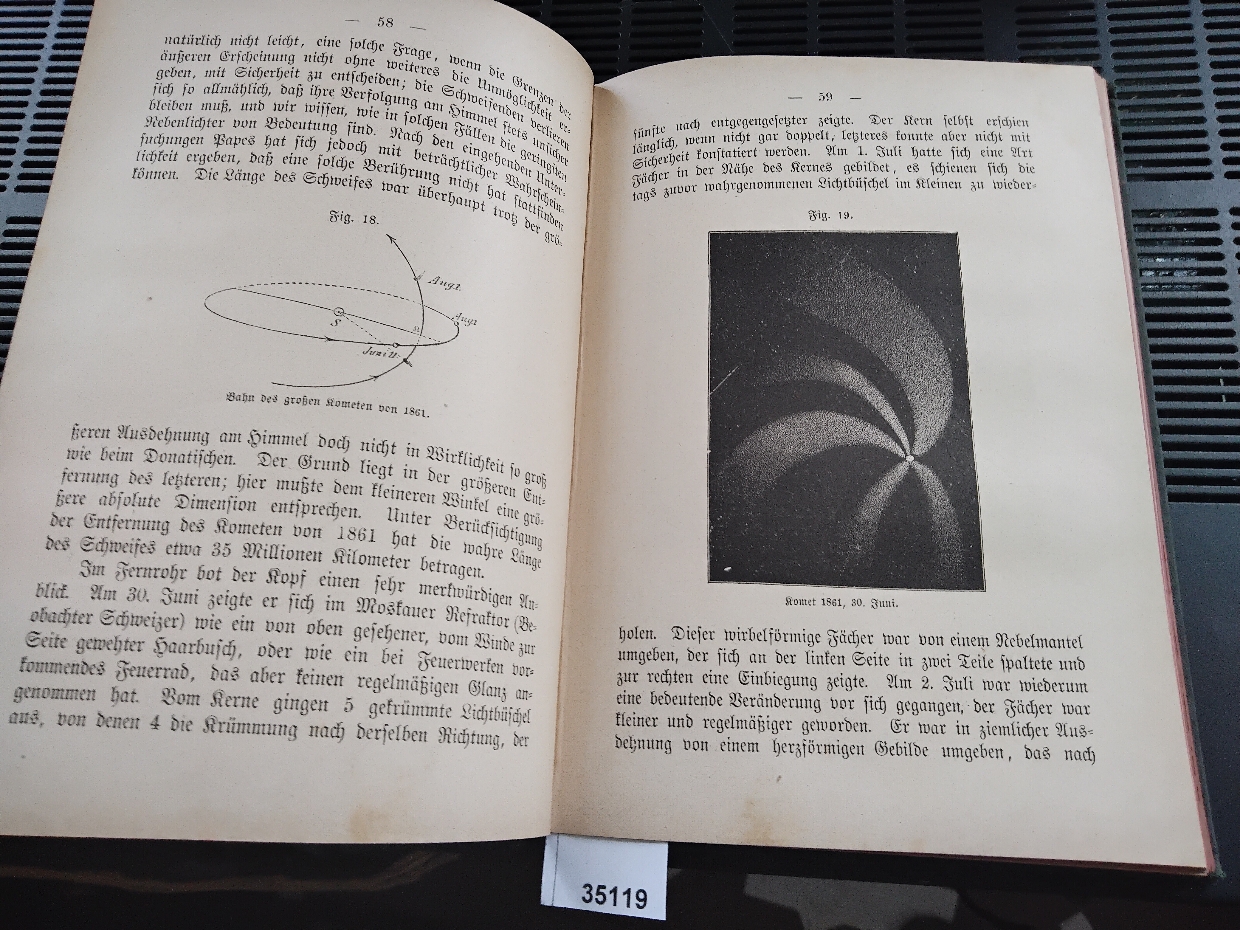 — 58 —
natürlich nicht leicht, eine solche Frage, wenn die Grenzen der
äußeren Erscheinung nicht ohne weiteres die Unmöglichkeit er-
geben, mit Sicherheit zu entscheiden; die Schweifenden verlieren
sich so allmählich, daß ihre Verfolgung am Himmel stets unsicher
bleiben muß, und wir wissen, wie in solchen Fällen die geringsten
Nebenlichter von Bedeutung sind. Nach den eingehenden Unter-
suchungen Papes hat sich jedoch mit beträchtlicher Wahrschein-
lichkeit ergeben, daß eine solche Berührung nicht hat stattfinden
können. Die Länge des Schweifes war überhaupt trotz der grö-
Fig. 18.
Aug1.
Aug1
S
Juni 11.
Bahn des großen Kometen von 1861.
ßeren Ausdehnung am Himmel doch nicht in Wirklichkeit so groß
wie beim Donatischen. Der Grund liegt in der größeren Ent-
fernung des letzteren; hier mußte dem kleineren Winkel eine grö-
ßere absolute Dimension entsprechen. Unter Berücksichtigung
der Entfernung des Kometen von 1861 hat die wahre Länge
des Schweifes etwa 35 Millionen Kilometer betragen.
Im Fernrohr bot der Kopf einen sehr merkwürdigen An-
blick. Am 30. Juni zeigte er sich im Moskauer Refraktor (Be-
obachter Schweizer) wie ein von oben gesehener, vom Winde zur
Seite gewehter Haarbusch, oder wie ein bei Feuerwerken vor-
kommendes Feuerrad, das aber keinen regelmäßigen Glanz an-
genommen hat. Vom Kerne gingen 5 gekrümmte Lichtbüschel
aus, von denen 4 die Krümmung nach derselben Richtung, der
— 59 —
fünfte nach entgegengesetzter zeigte. Der Kern selbst erschien
länglich, wenn nicht gar doppelt, letzteres konnte aber nicht mit
Sicherheit konstatiert werden. Am 1. Juli hatte sich eine Art
Fächer in der Nähe des Kernes gebildet, es schienen sich die
tags zuvor wahrgenommenen Lichtbüschel im Kleinen zu wieder-
Fig. 19.
Komet 1861, 30. Juni.
holen. Dieser wirbelförmige Fächer war von einem Nebelmantel
umgeben, der sich an der linken Seite in zwei Teile spaltete und
zur rechten eine Einbiegung zeigte. Am 2. Juli war wiederum
eine bedeutende Veränderung vor sich gegangen, der Fächer war
kleiner und regelmäßiger geworden. Er war in ziemlicher Aus-
dehnung von einem herzförmigen Gebilde umgeben, das nach
35119